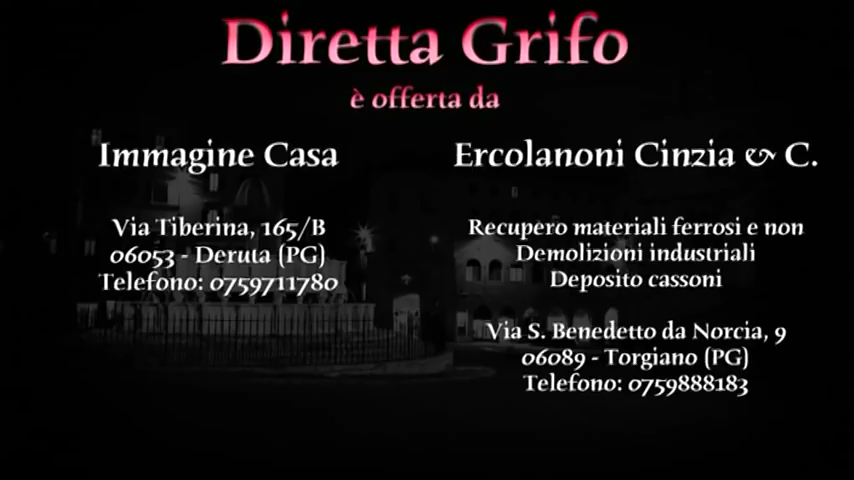 Diretta Grifo
è offerta da
Immagine Casa
Via Tiberina, 165/B
06053 - Deruta (PG)
Telefono: 0759711780
Ercolanoni Cinzia & C.
Recupero materiali ferrosi e non
Demolizioni industriali
Deposito cassoni
Via S. Benedetto da Norcia, 9
06089 - Torgiano (PG)
Telefono: 0759888183